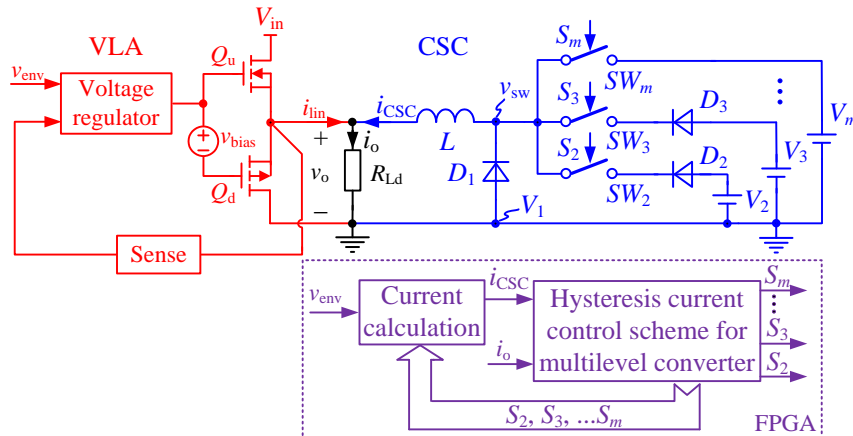 VLA
V_in
CSC
S_m
Q_u
v_env
Voltage regulator
i_lin
i_CSC
v_sw
SW_m
S_3
D_3
V_m
v_bias
+
i_o
L
SW_3
V_3
S_2
D_2
v_o
R_Ld
D_1
Q_d
SW_2
V_2
−
V_1
Sense
i_CSC
S_m
v_env
Current calculation
Hysteresis current control scheme for multilevel converter
S_3
i_o
S_2
S_2, S_3, ...S_m
FPGA